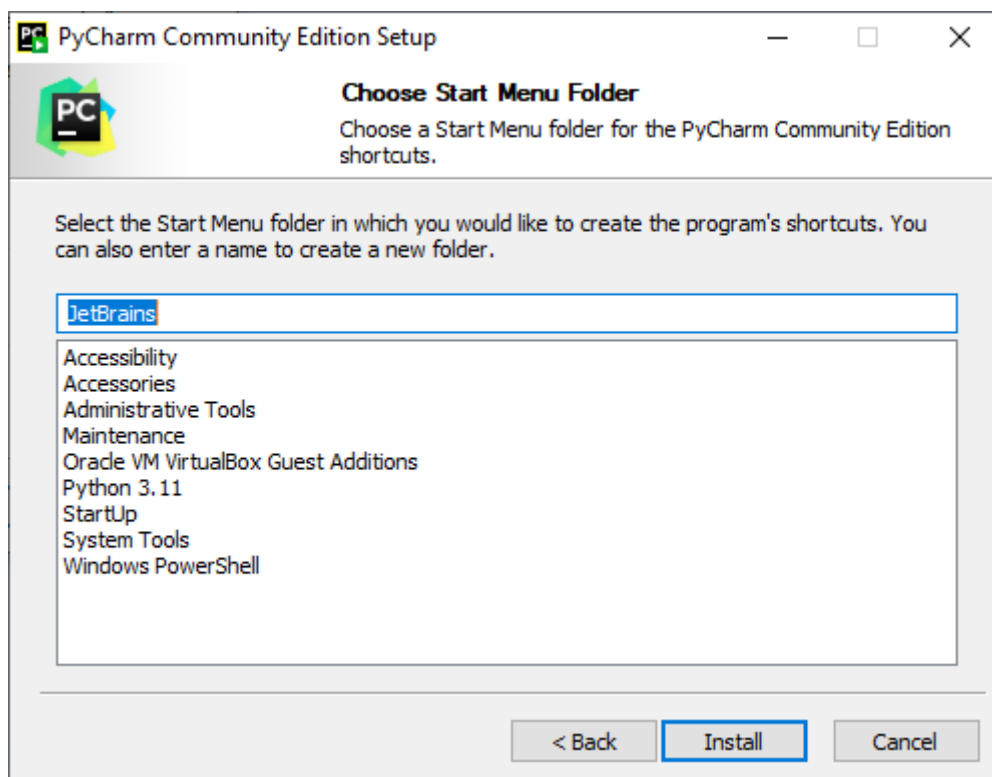 PC PyCharm Community Edition Setup
PC
Choose Start Menu Folder
Choose a Start Menu folder for the PyCharm Community Edition
shortcuts.
Select the Start Menu folder in which you would like to create the program's shortcuts. You
can also enter a name to create a new folder.
JetBrains
Accessibility
Accessories
Administrative Tools
Maintenance
Oracle VM VirtualBox Guest Additions
Python 3.11
StartUp
System Tools
Windows PowerShell
< Back Install Cancel